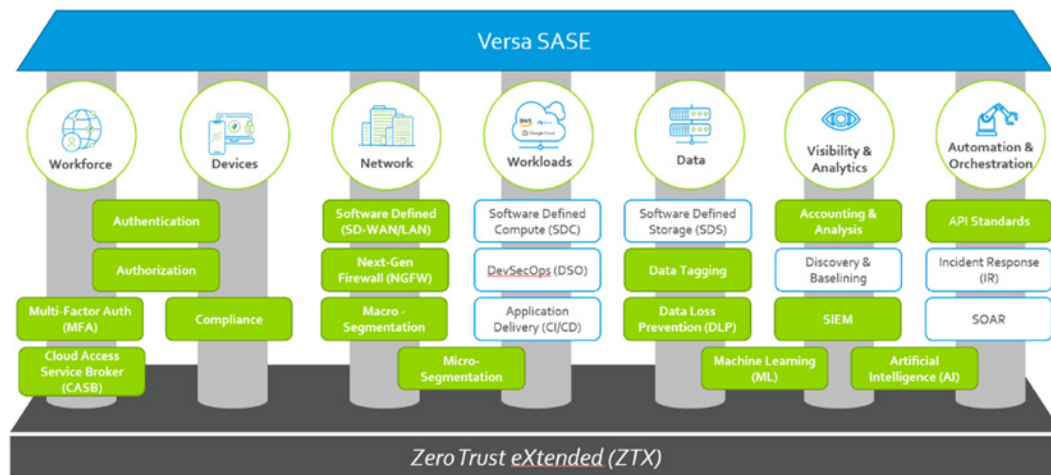 Versa SASE
Workforce
Devices
Network
aws
Azure
Google Cloud
Workloads
Data
Visibility &
Analytics
Automation &
Orchestration
Authentication
Software Defined
(SD-WAN/LAN)
Software Defined
Compute (SDC)
Software Defined
Storage (SDS)
Accounting &
Analysis
API Standards
Authorization
Next-Gen
Firewall (NGFW)
DevSecOps (DSO)
Data Tagging
Discovery &
Baselining
Incident Response
(IR)
Multi-Factor Auth
(MFA)
Compliance
Macro -
Segmentation
Application
Delivery (CI/CD)
Data Loss
Prevention (DLP)
SIEM
SOAR
Cloud Access
Service Broker
(CASB)
Micro-
Segmentation
Machine Learning
(ML)
Artificial
Intelligence (AI)
Zero Trust eXtended (ZTX)